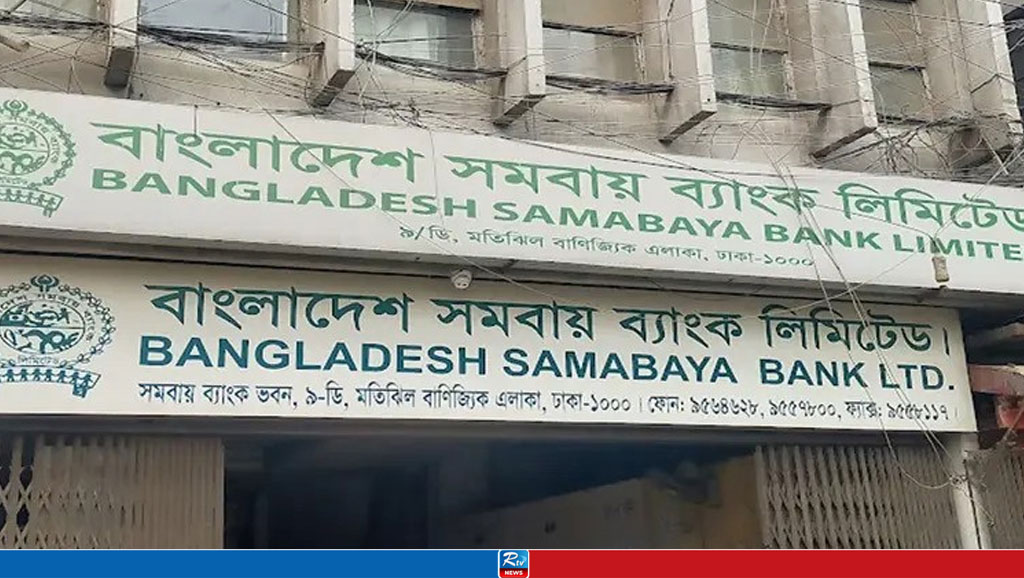 বাংলাদেশ সমবায় ব্যাংক লিমিটেড
BANGLADESH SAMABAYA BANK LIMITE
৯/ডি, মতিঝিল বাণিজ্যিক এলাকা, ঢাকা-১০০০
বাংলাদেশ সমবায় ব্যাংক লিমিটেড।
BANGLADESH SAMABAYA BANK LTD.
সমবায় ব্যাংক ভবন, ৯-ডি, মতিঝিল বাণিজ্যিক এলাকা, ঢাকা-১০০০। ফোন: ৯৫৬৪৬২৮, ৯৫৫৭৮০০, ফ্যাক্স: ৯৫৫৮১১৭।
Rtv
NEWS